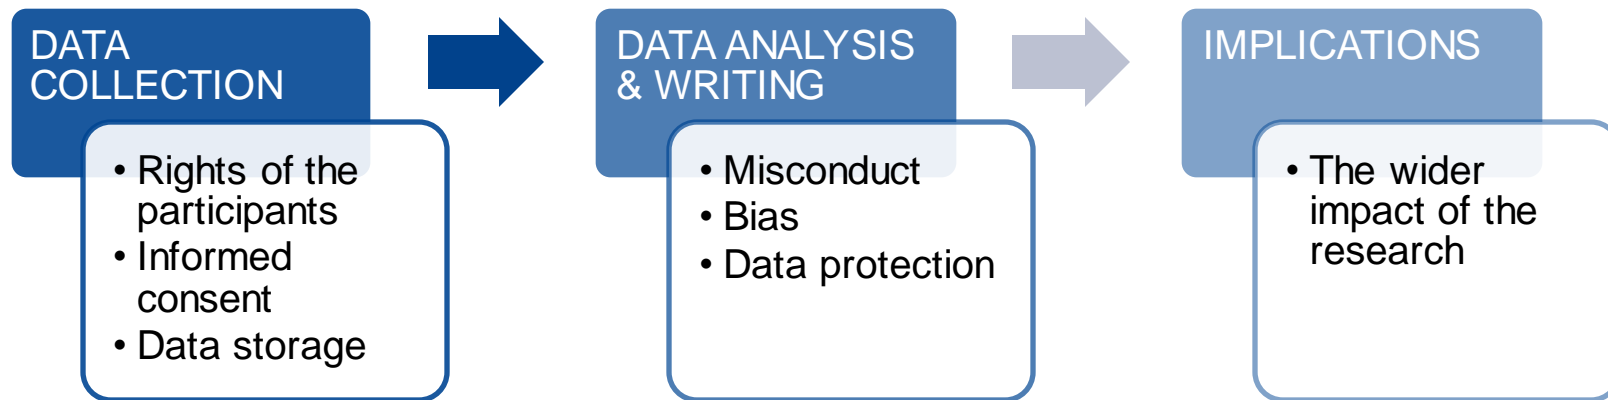 DATA
COLLECTION
• Rights of the
participants
• Informed
consent
• Data storage
DATA ANALYSIS
& WRITING
• Misconduct
• Bias
• Data protection
IMPLICATIONS
• The wider
impact of the
research